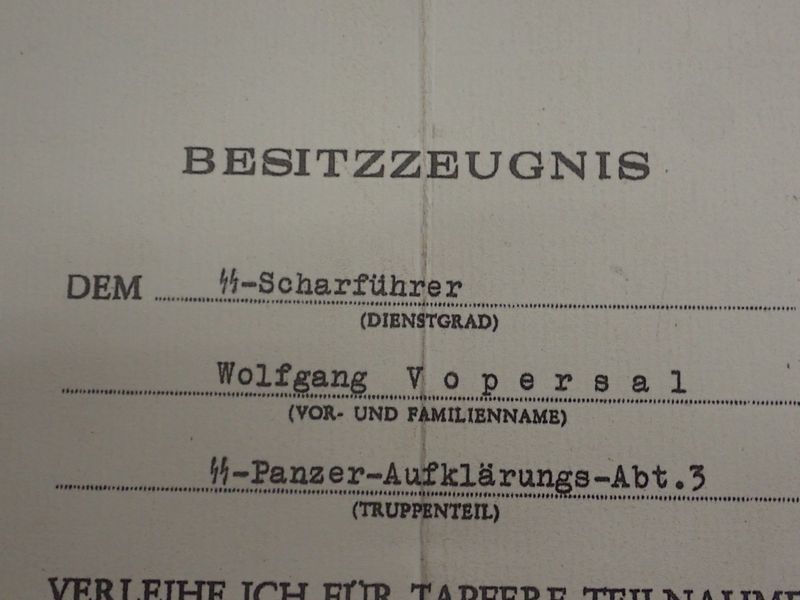 BESITZZEUGNIS
DEM ᛋᛋ-Scharführer
(DIENSTGRAD)
Wolfgang V o p e r s a l
(VOR- UND FAMILIENNAME)
ᛋᛋ-Panzer-Aufklärungs-Abt.3
(TRUPPENTEIL)
VERLEIHE ICH FÜR TAPFERE TEILNAHME